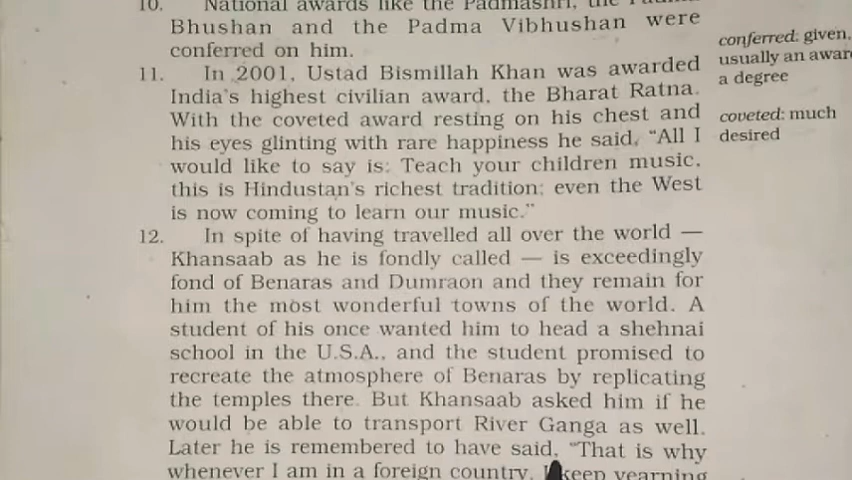 10. National awards like the Padmashri, the Padma
Bhushan and the Padma Vibhushan were
conferred on him.
conferred: given,
usually an award
a degree
11. In 2001, Ustad Bismillah Khan was awarded
India's highest civilian award, the Bharat Ratna.
With the coveted award resting on his chest and
his eyes glinting with rare happiness he said, “All I
would like to say is: Teach your children music,
this is Hindustan's richest tradition; even the West
is now coming to learn our music.”
coveted: much
desired
12. In spite of having travelled all over the world —
Khansaab as he is fondly called — is exceedingly
fond of Benaras and Dumraon and they remain for
him the most wonderful towns of the world. A
student of his once wanted him to head a shehnai
school in the U.S.A., and the student promised to
recreate the atmosphere of Benaras by replicating
the temples there. But Khansaab asked him if he
would be able to transport River Ganga as well.
Later he is remembered to have said, “That is why
whenever I am in a foreign country, I keep yearning